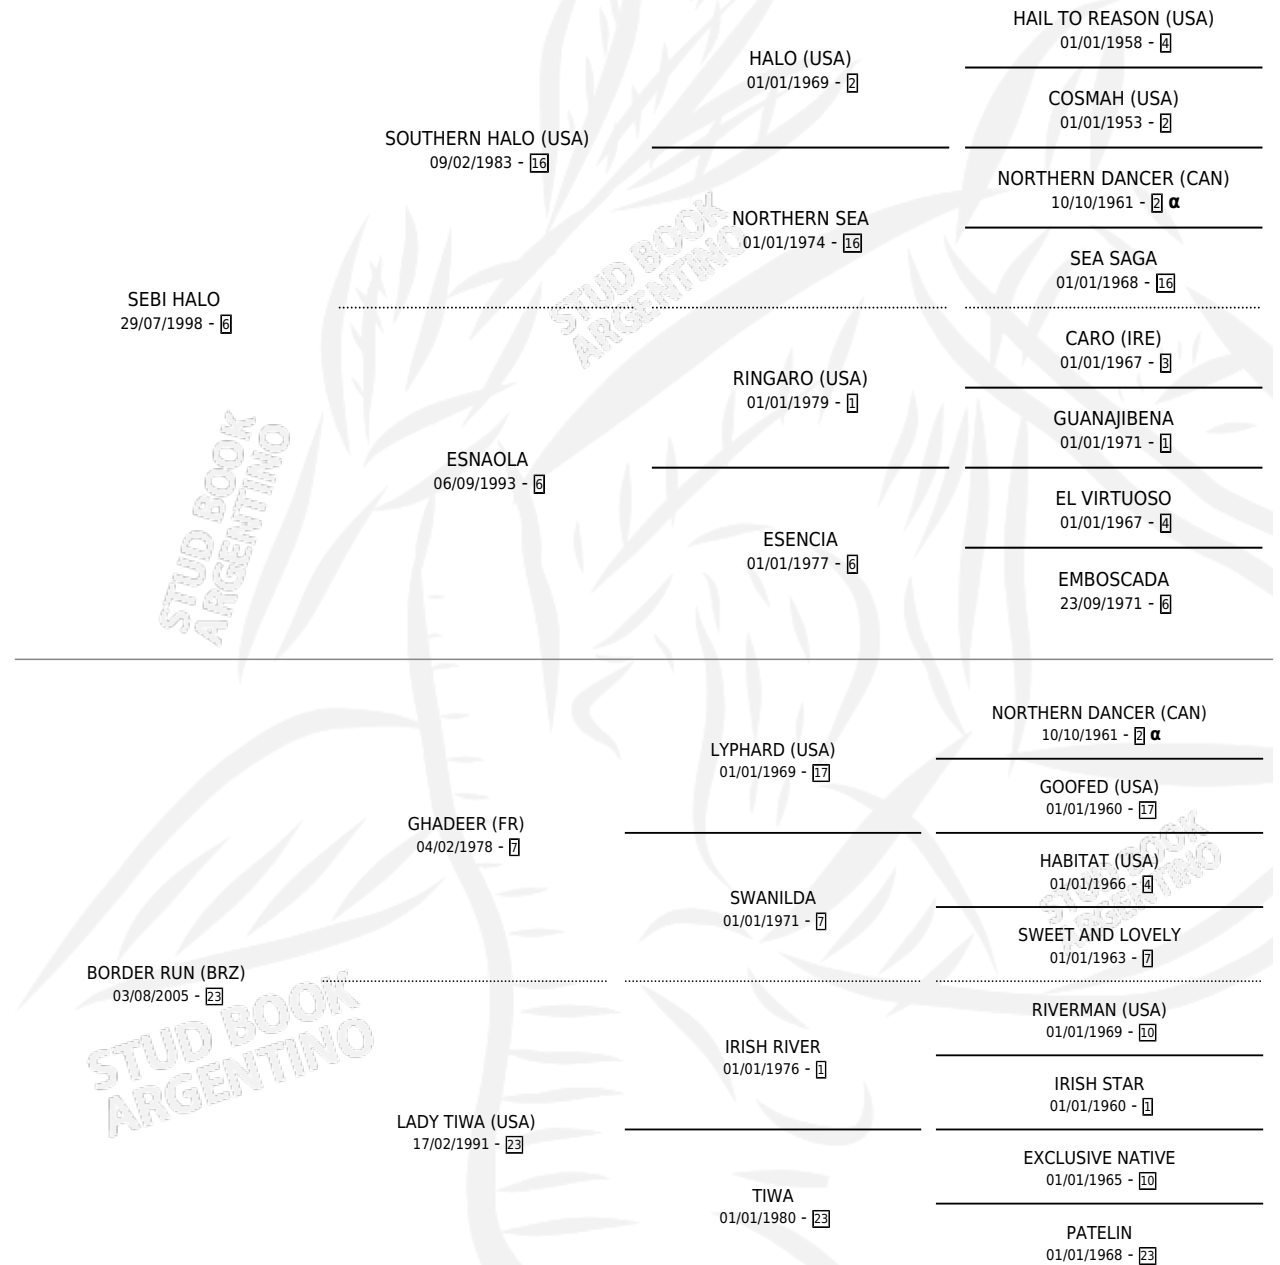 HAIL TO REASON (USA)
01/01/1958 - 4
HALO (USA)
01/01/1969 - 2
COSMAH (USA)
01/01/1953 - 2
SOUTHERN HALO (USA)
09/02/1983 - 16
NORTHERN DANCER (CAN)
10/10/1961 - 2 α
NORTHERN SEA
01/01/1974 - 16
SEA SAGA
01/01/1968 - 16
STUD BOOK
ARGENTINO
SEBI HALO
29/07/1998 - 6
CARO (IRE)
01/01/1967 - 3
RINGARO (USA)
01/01/1979 - 1
GUANAJIBENA
01/01/1971 - 1
ESNAOLA
06/09/1993 - 6
EL VIRTUOSO
01/01/1967 - 4
ESENCIA
01/01/1977 - 6
EMBOSCADA
23/09/1971 - 6
STUD BOOK
ARGENTINO
NORTHERN DANCER (CAN)
10/10/1961 - 2 α
LYPHARD (USA)
01/01/1969 - 17
GOOFED (USA)
01/01/1960 - 17
GHADEER (FR)
04/02/1978 - 7
HABITAT (USA)
01/01/1966 - 4
SWANILDA
01/01/1971 - 7
SWEET AND LOVELY
01/01/1963 - 7
STUD BOOK
ARGENTINO
BORDER RUN (BRZ)
03/08/2005 - 23
RIVERMAN (USA)
01/01/1969 - 10
IRISH RIVER
01/01/1976 - 1
IRISH STAR
01/01/1960 - 1
LADY TIWA (USA)
17/02/1991 - 23
EXCLUSIVE NATIVE
01/01/1965 - 10
TIWA
01/01/1980 - 23
PATELIN
01/01/1968 - 23
STUD BOOK
ARGENTINO